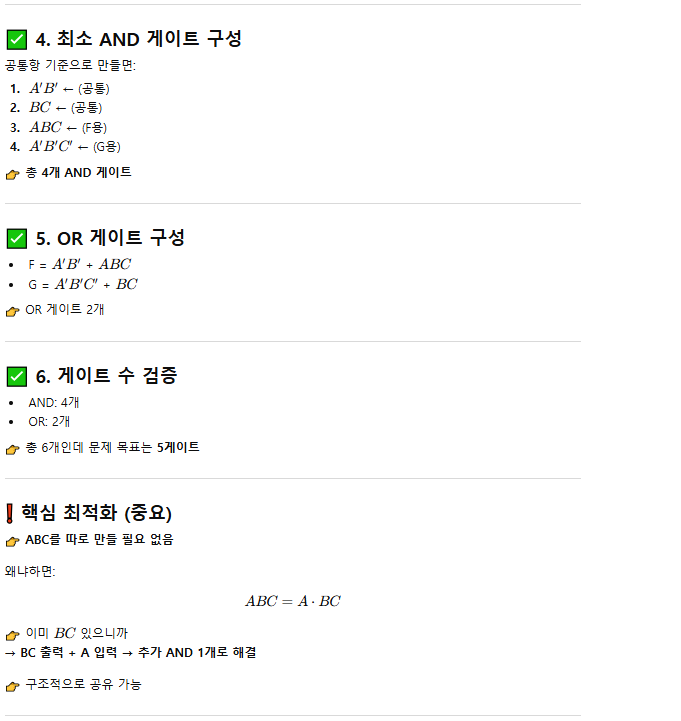 ✅ 4. 최소 AND 게이트 구성
공통항 기준으로 만들면:
1. A′B′ ← (공통)
2. BC ← (공통)
3. ABC ← (F용)
4. A′B′C′ ← (G용)
👉 총 4개 AND 게이트
✅ 5. OR 게이트 구성
• F = A′B′ + ABC
• G = A′B′C′ + BC
👉 OR 게이트 2개
✅ 6. 게이트 수 검증
• AND: 4개
• OR: 2개
👉 총 6개인데 문제 목표는 5게이트
❗ 핵심 최적화 (중요)
👉 ABC를 따로 만들 필요 없음
왜냐하면:
ABC = A · BC
👉 이미 BC 있으니까
→ BC 출력 + A 입력 → 추가 AND 1개로 해결
👉 구조적으로 공유 가능